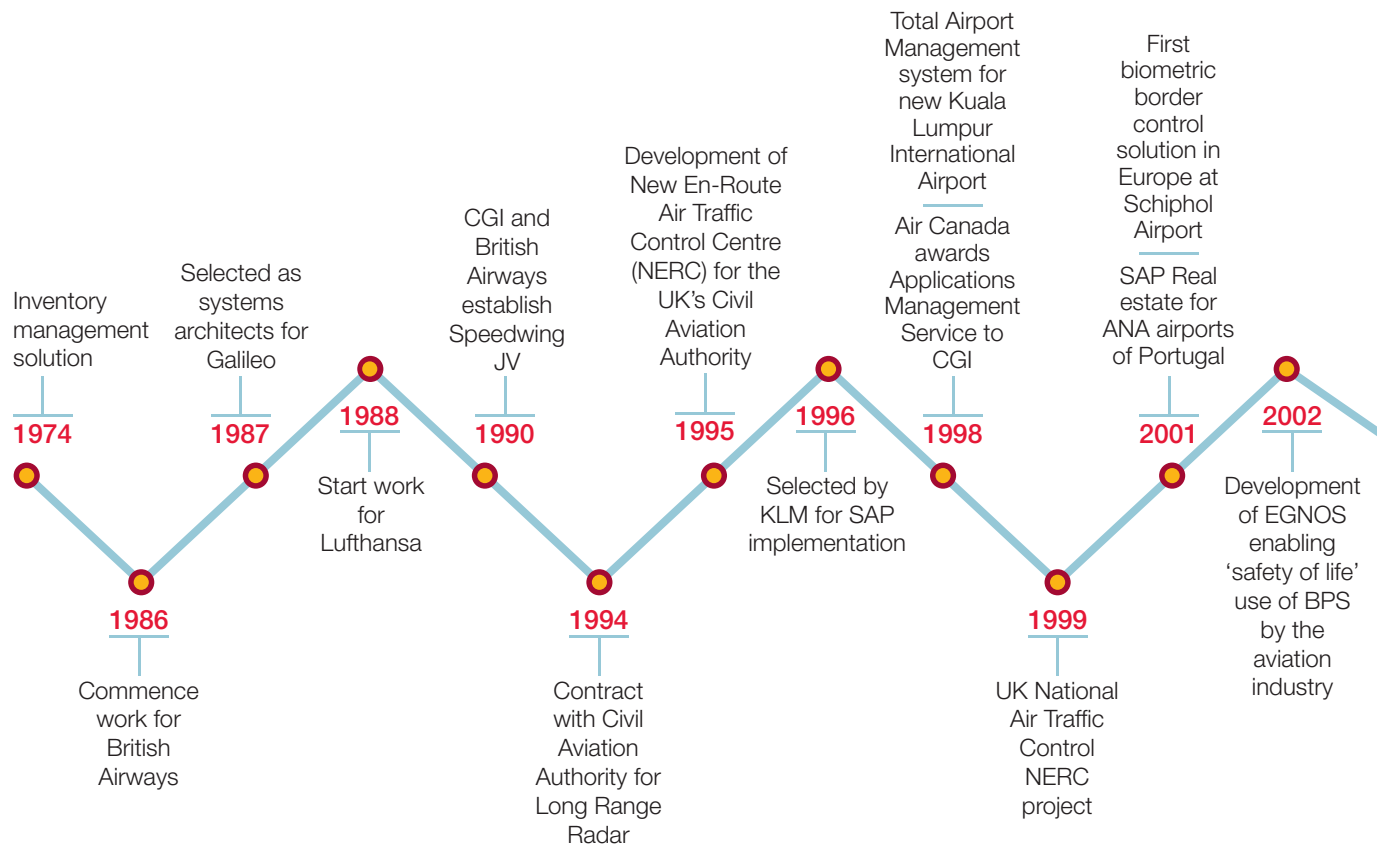 Inventory
management
solution
1974
1986
Commence
work for
British
Airways
Selected as
systems
architects for
Galileo
1987
1988
Start work
for
Lufthansa
CGI and
British
Airways
establish
Speedwing
JV
1990
1994
Contract
with Civil
Aviation
Authority for
Long Range
Radar
Development of
New En-Route
Air Traffic
Control Centre
(NERC) for the
UK’s Civil
Aviation
Authority
1995
1996
Selected by
KLM for SAP
implementation
Total Airport
Management
system for
new Kuala
Lumpur
International
Airport
Air Canada
awards
Applications
Management
Service to
CGI
1998
1999
UK National
Air Traffic
Control
NERC
project
First
biometric
border
control
solution in
Europe at
Schiphol
Airport
SAP Real
estate for
ANA airports
of Portugal
2001
2002
Development
of EGNOS
enabling
‘safety of life’
use of BPS
by the
aviation
industry